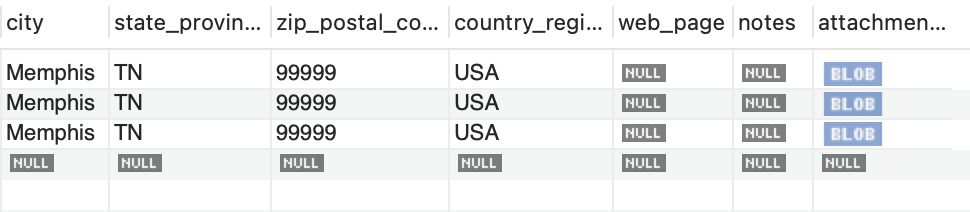 city state_provin... zip_postal_co... country_regi... web_page notes attachmen...
Memphis TN 99999 USA NULL NULL BLOB
Memphis TN 99999 USA NULL NULL BLOB
Memphis TN 99999 USA NULL NULL BLOB
NULL NULL NULL NULL NULL NULL NULL